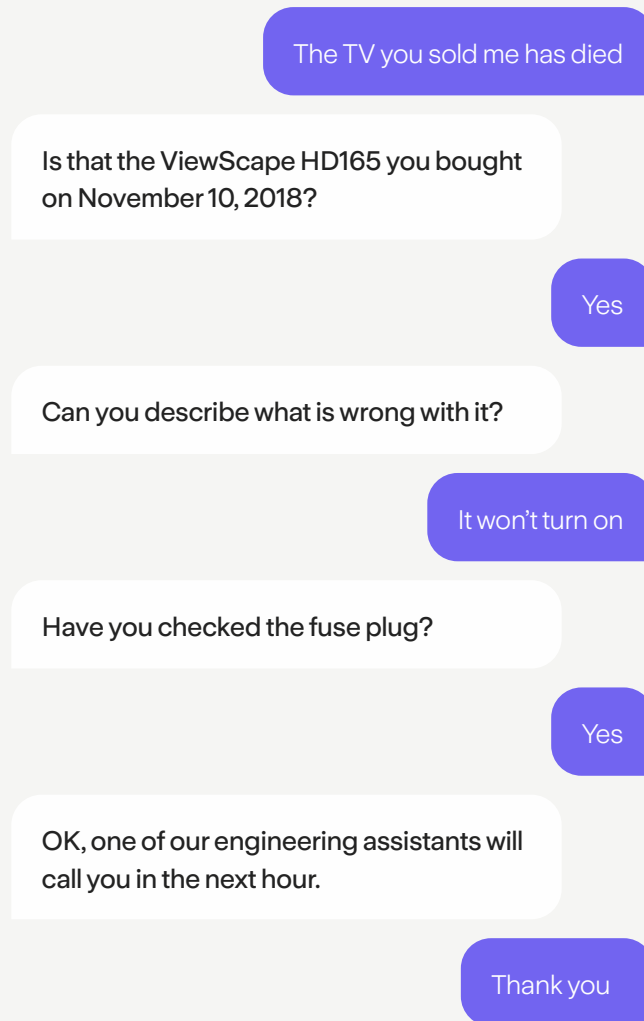 The TV you sold me has died
Is that the ViewScape HD165 you bought
on November 10, 2018?
Yes
Can you describe what is wrong with it?
It won’t turn on
Have you checked the fuse plug?
Yes
OK, one of our engineering assistants will
call you in the next hour.
Thank you